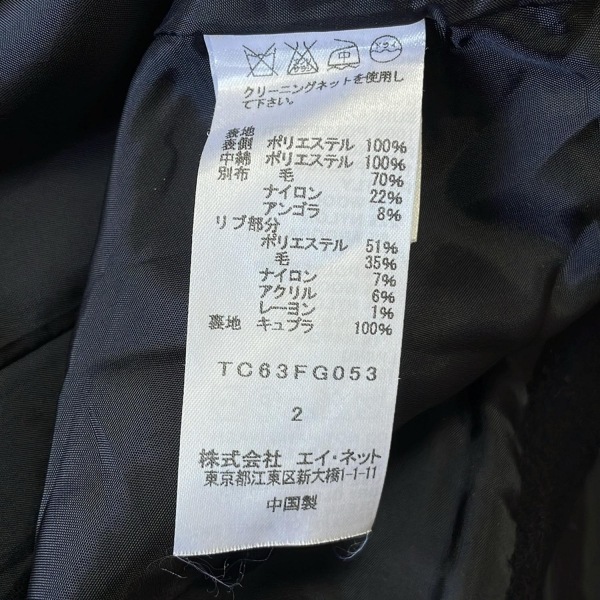 中
ドライ
クリーニングネットを使用し
て下さい。
表地
表側 ポリエステル 100%
中綿 ポリエステル 100%
別布 毛 70%
ナイロン 22%
アンゴラ 8%
リブ部分
ポリエステル 51%
毛 35%
ナイロン 7%
アクリル 6%
レーヨン 1%
裏地 キュプラ 100%
TC63FG053
2
株式会社 エイ・ネット
東京都江東区新大橋1-1-11
中国製